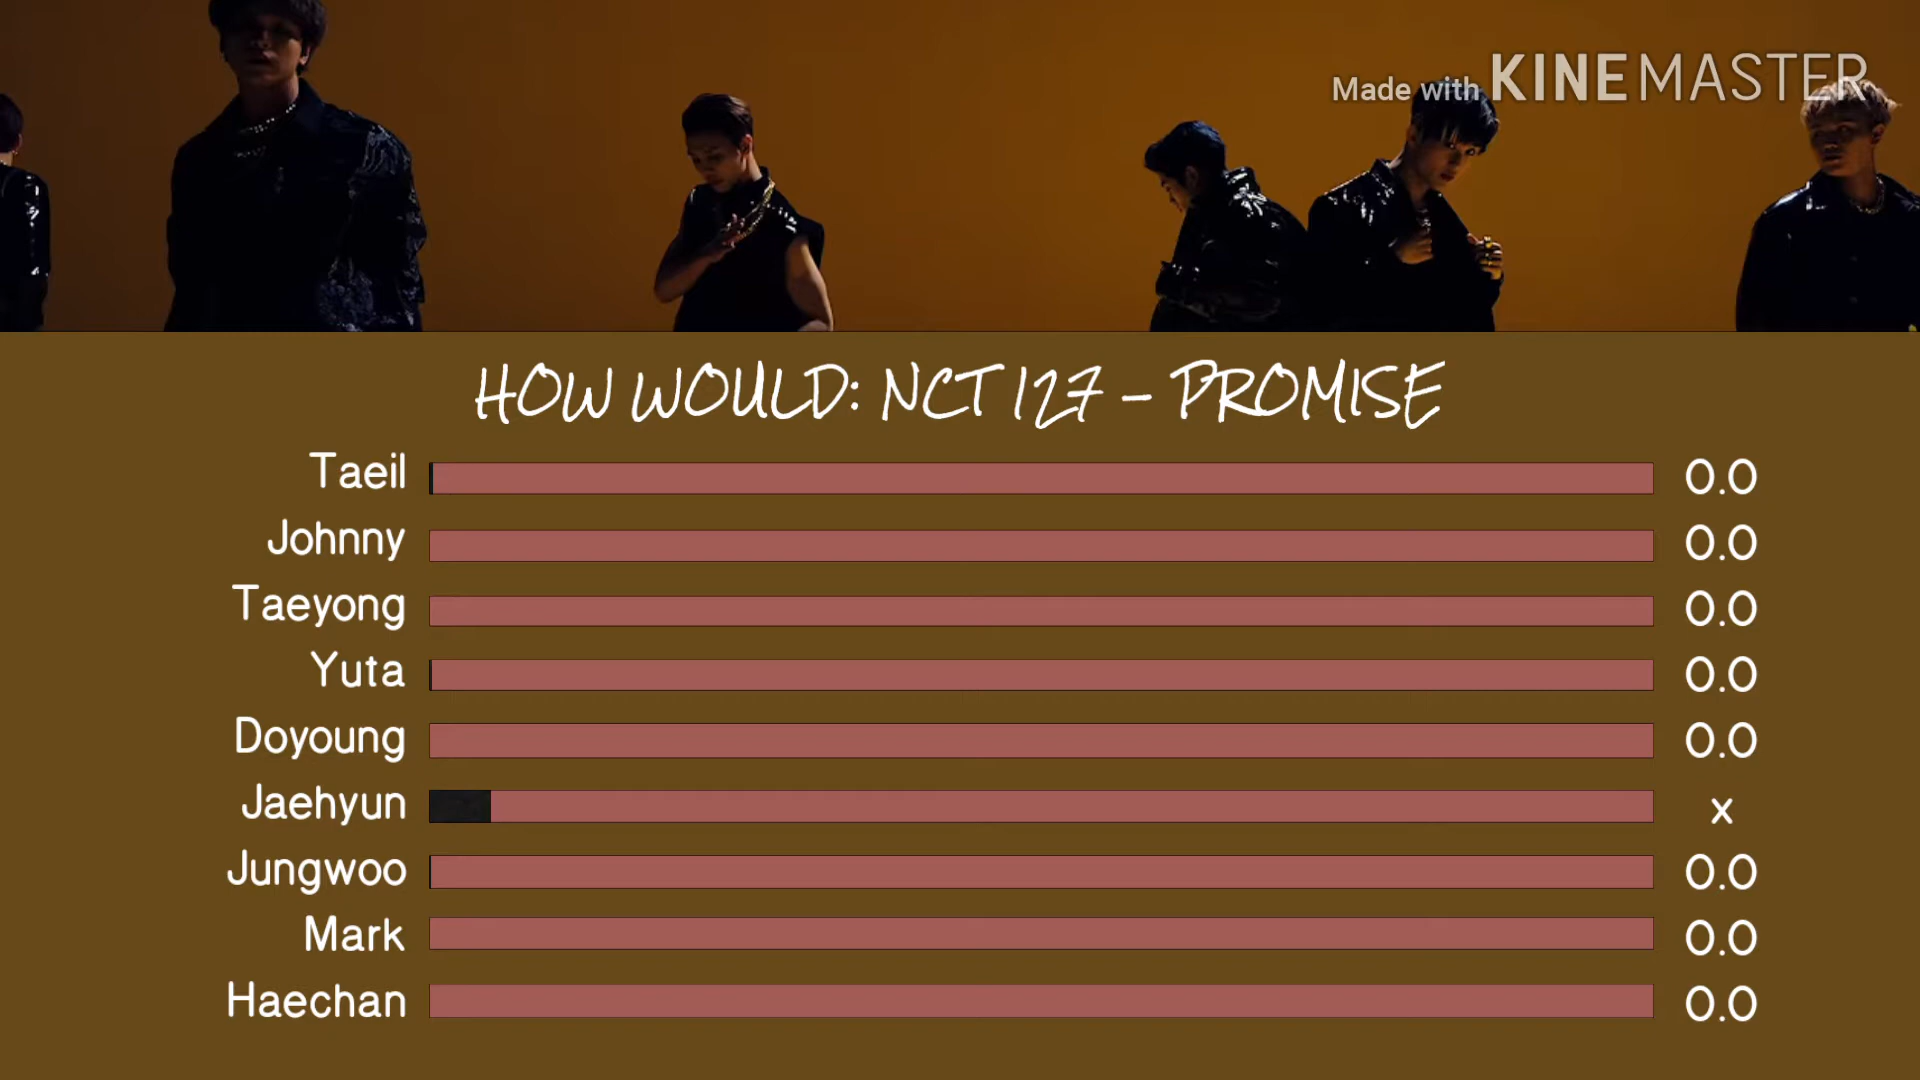 Made with KINEMASTER
HOW WOULD: NCT 127 - PROMISE
Taeil 0.0
Johnny 0.0
Taeyong 0.0
Yuta 0.0
Doyoung 0.0
Jaehyun x
Jungwoo 0.0
Mark 0.0
Haechan 0.0